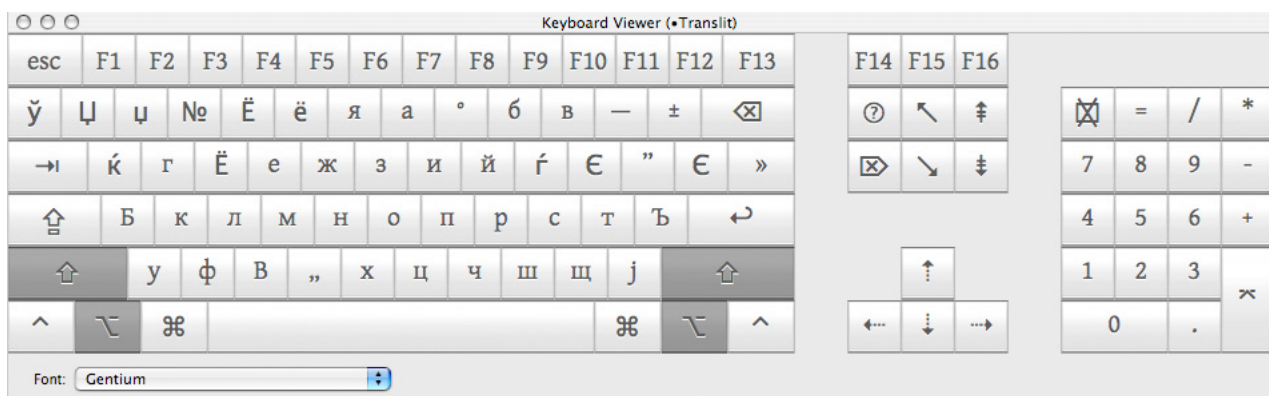 Keyboard Viewer (•Translit)
esc F1 F2 F3 F4 F5 F6 F7 F8 F9 F10 F11 F12 F13 F14 F15 F16
ў Џ џ № Ё ё я а ° б в — ± = / *
ќ г Ё е ж з и й ѓ Є ” Є » 7 8 9 -
Б к л м н о п р с т Ъ 4 5 6 +
у ф В „ х ц ч ш щ ј 1 2 3
0 .
Font: Gentium